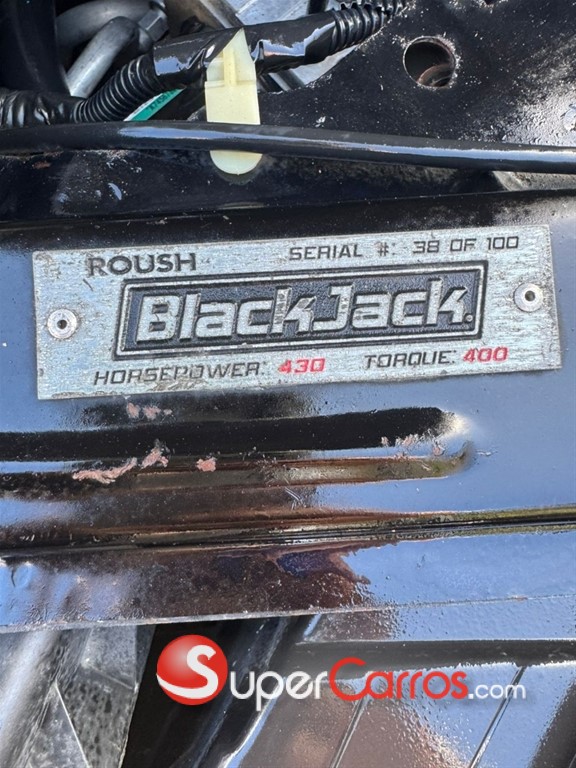 ROUSH SERIAL #: 38 OF 100
BlackJack®
HORSEPOWER: 430 TORQUE: 400
S SuperCarros.com